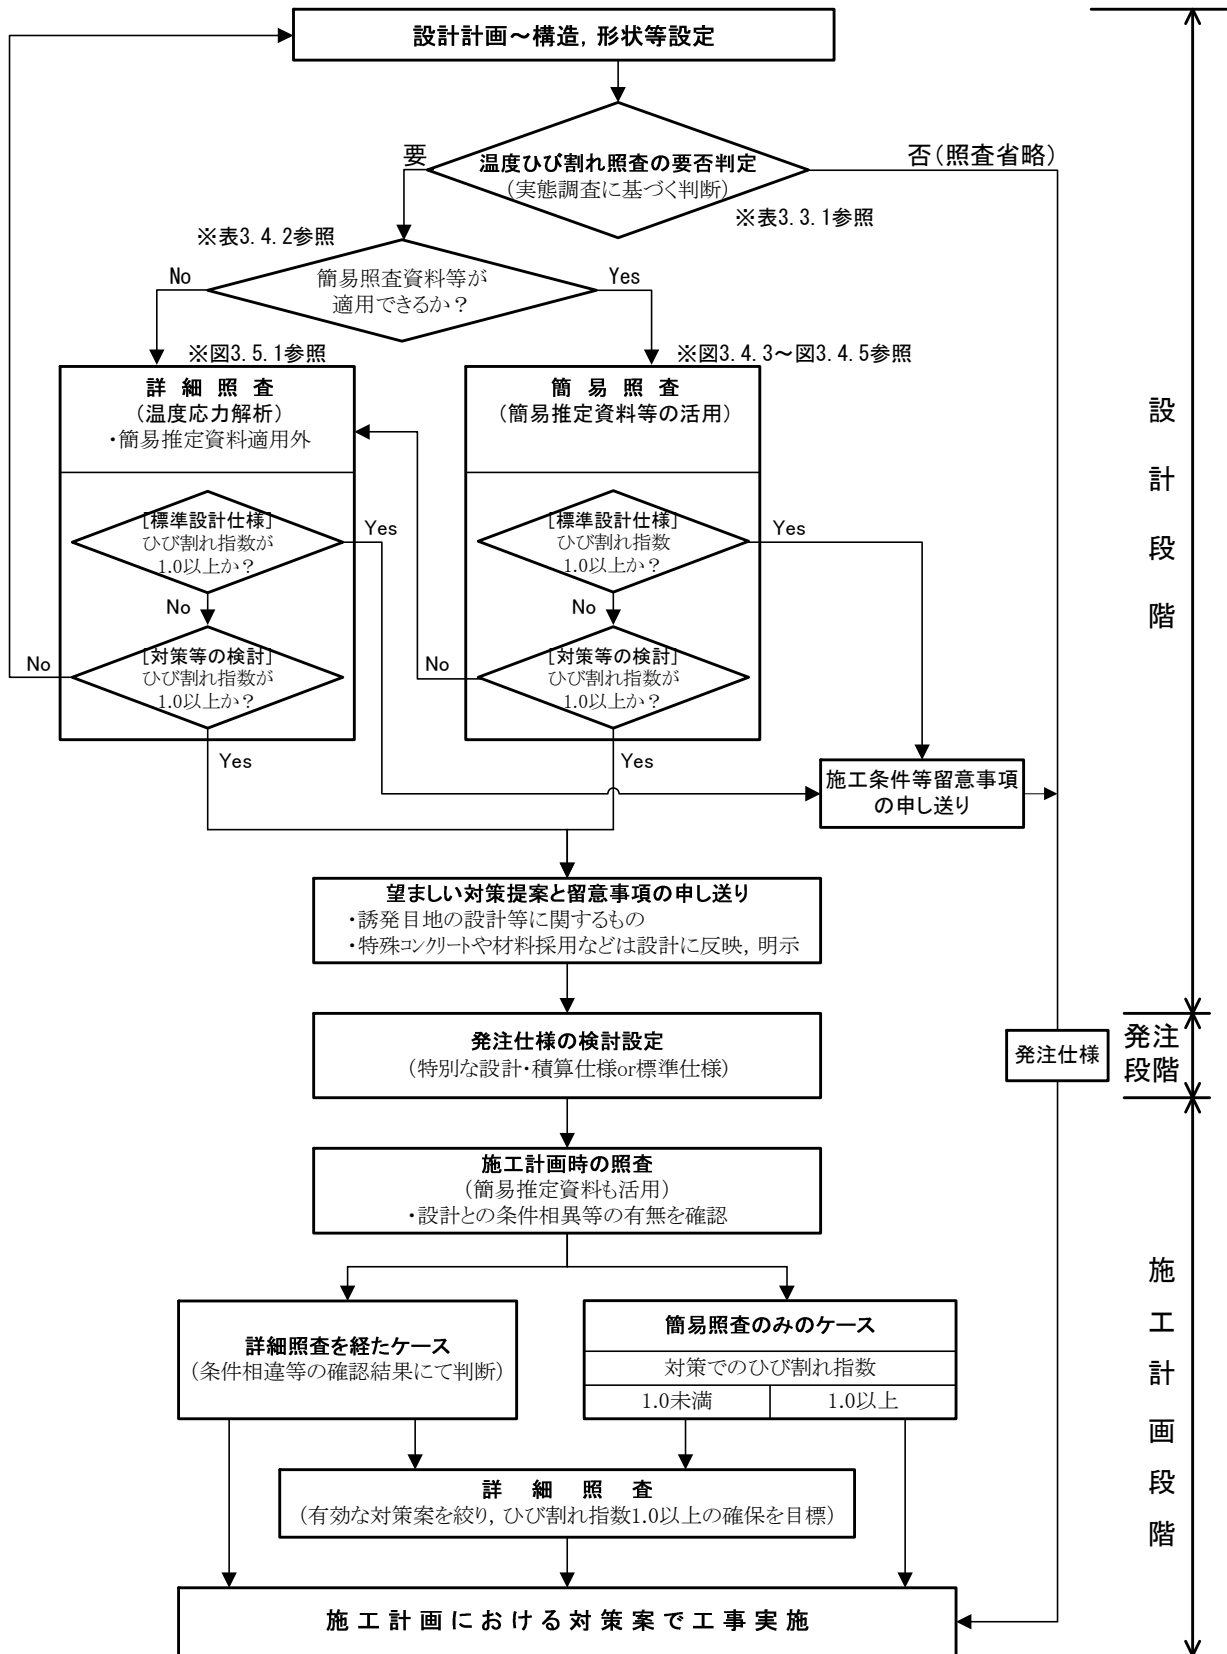 設計計画～構造，形状等設定
要
否（照査省略）
温度ひび割れ照査の要否判定
（実態調査に基づく判断）
※表3.3.1参照
※表3.4.2参照
No
簡易照査資料等が
適用できるか？
Yes
※図3.5.1参照
※図3.4.3～図3.4.5参照
詳 細 照 査
（温度応力解析）
・簡易推定資料適用外
簡 易 照 査
（簡易推定資料等の活用）
[標準設計仕様]
ひび割れ指数が
1.0以上か？
Yes
No
[対策等の検討]
ひび割れ指数が
1.0以上か？
No
Yes
[標準設計仕様]
ひび割れ指数
1.0以上か？
Yes
No
[対策等の検討]
ひび割れ指数が
1.0以上か？
No
Yes
施工条件等留意事項
の申し送り
設計段階
望ましい対策提案と留意事項の申し送り
・誘発目地の設計等に関するもの
・特殊コンクリートや材料採用などは設計に反映，明示
発注仕様の検討設定
（特別な設計・積算仕様or標準仕様）
発注仕様
発注
段階
施工計画時の照査
（簡易推定資料も活用）
・設計との条件相異等の有無を確認
詳細照査を経たケース
（条件相違等の確認結果にて判断）
簡易照査のみのケース
対策でのひび割れ指数
1.0未満
1.0以上
詳 細 照 査
（有効な対策案を絞り，ひび割れ指数1.0以上の確保を目標）
施工計画における対策案で工事実施
施工計画段階